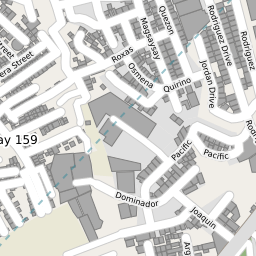 Quezon
Magsaysay
Rodriguez Drive
Rodriguez
Roxas
era Street
Street
Osmena
Quirino
Jordan Drive
ay 159
Pacific
Pacific
Dominador
Joaquin
Arg